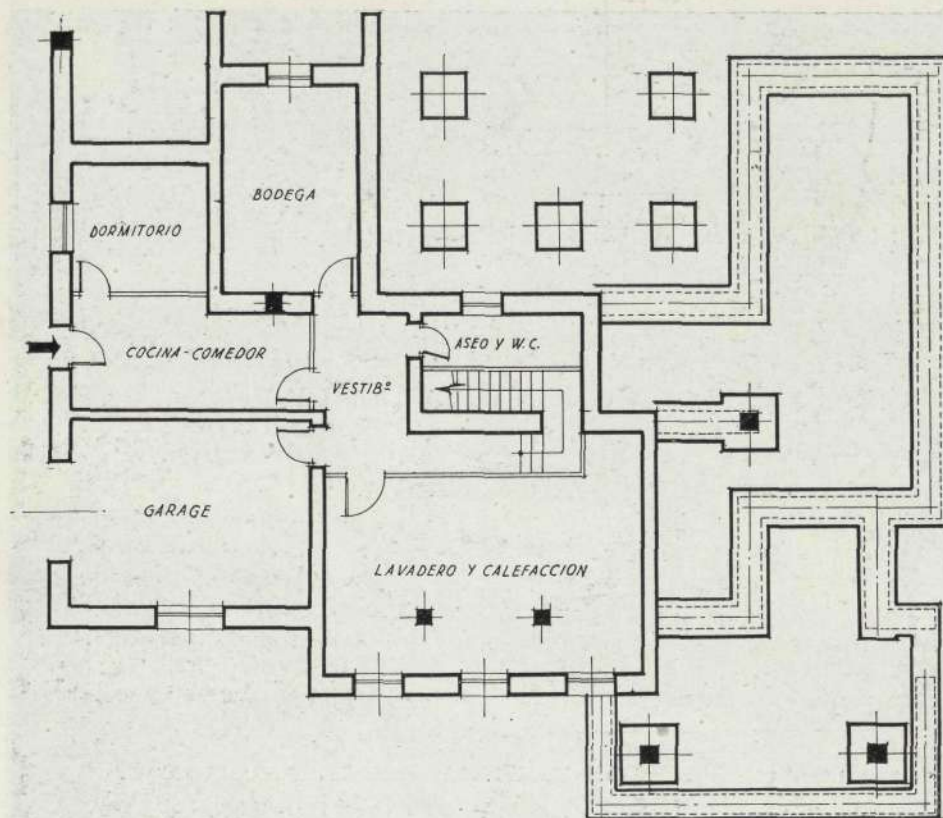 BODEGA
DORMITORIO
COCINA-COMEDOR
ASEO Y W.C.
VESTIBº
GARAGE
LAVADERO Y CALEFACCION